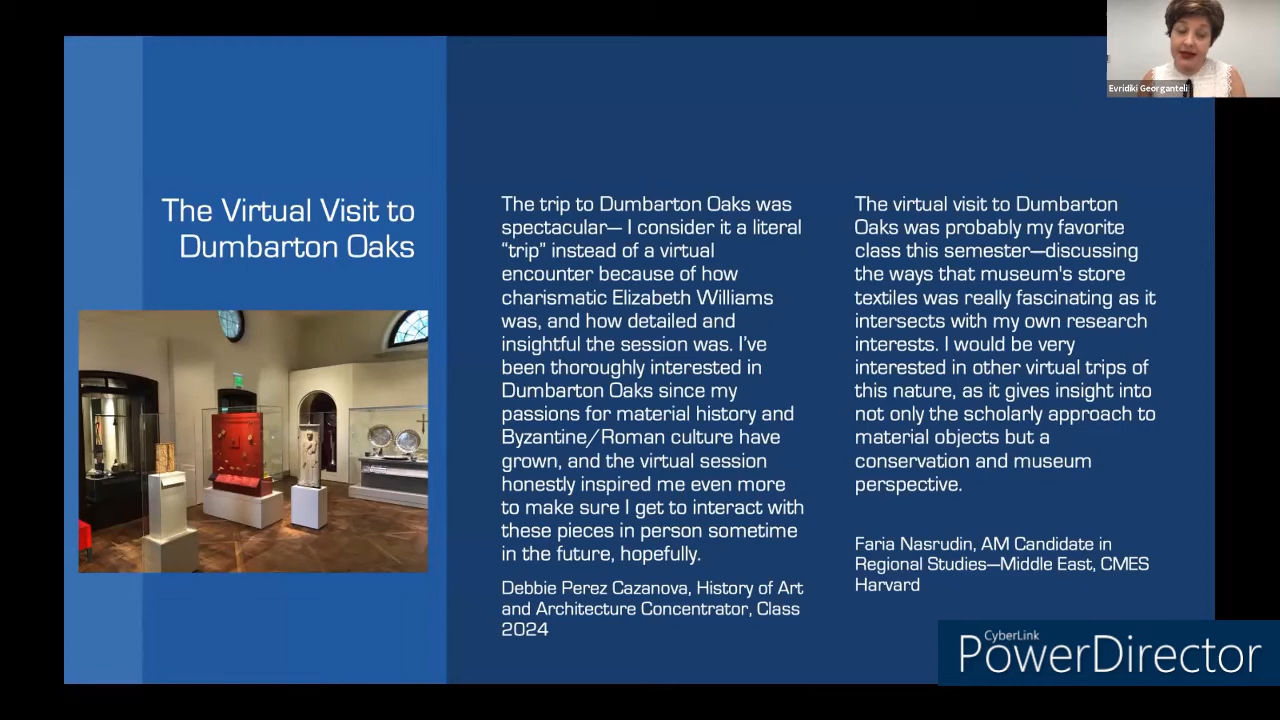 Evridiki Georganteli
The Virtual Visit to
Dumbarton Oaks
The trip to Dumbarton Oaks was
spectacular— I consider it a literal
“trip” instead of a virtual
encounter because of how
charismatic Elizabeth Williams
was, and how detailed and
insightful the session was. I’ve
been thoroughly interested in
Dumbarton Oaks since my
passions for material history and
Byzantine/Roman culture have
grown, and the virtual session
honestly inspired me even more
to make sure I get to interact with
these pieces in person sometime
in the future, hopefully.
Debbie Perez Cazanova, History of Art
and Architecture Concentrator, Class
2024
The virtual visit to Dumbarton
Oaks was probably my favorite
class this semester—discussing
the ways that museum's store
textiles was really fascinating as it
intersects with my own research
interests. I would be very
interested in other virtual trips of
this nature, as it gives insight into
not only the scholarly approach to
material objects but a
conservation and museum
perspective.
Faria Nasrudin, AM Candidate in
Regional Studies—Middle East, CMES
Harvard
CyberLink
PowerDirector